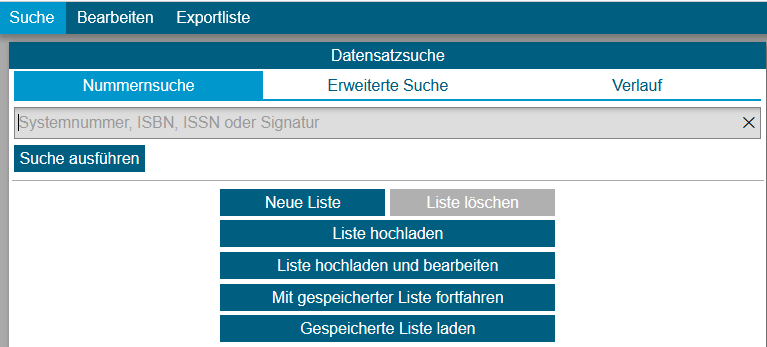 Suche Bearbeiten Exportliste
Datensatzsuche
Nummernsuche Erweiterte Suche Verlauf
Systemnummer, ISBN, ISSN oder Signatur
Suche ausführen
Neue Liste Liste löschen
Liste hochladen
Liste hochladen und bearbeiten
Mit gespeicherter Liste fortfahren
Gespeicherte Liste laden